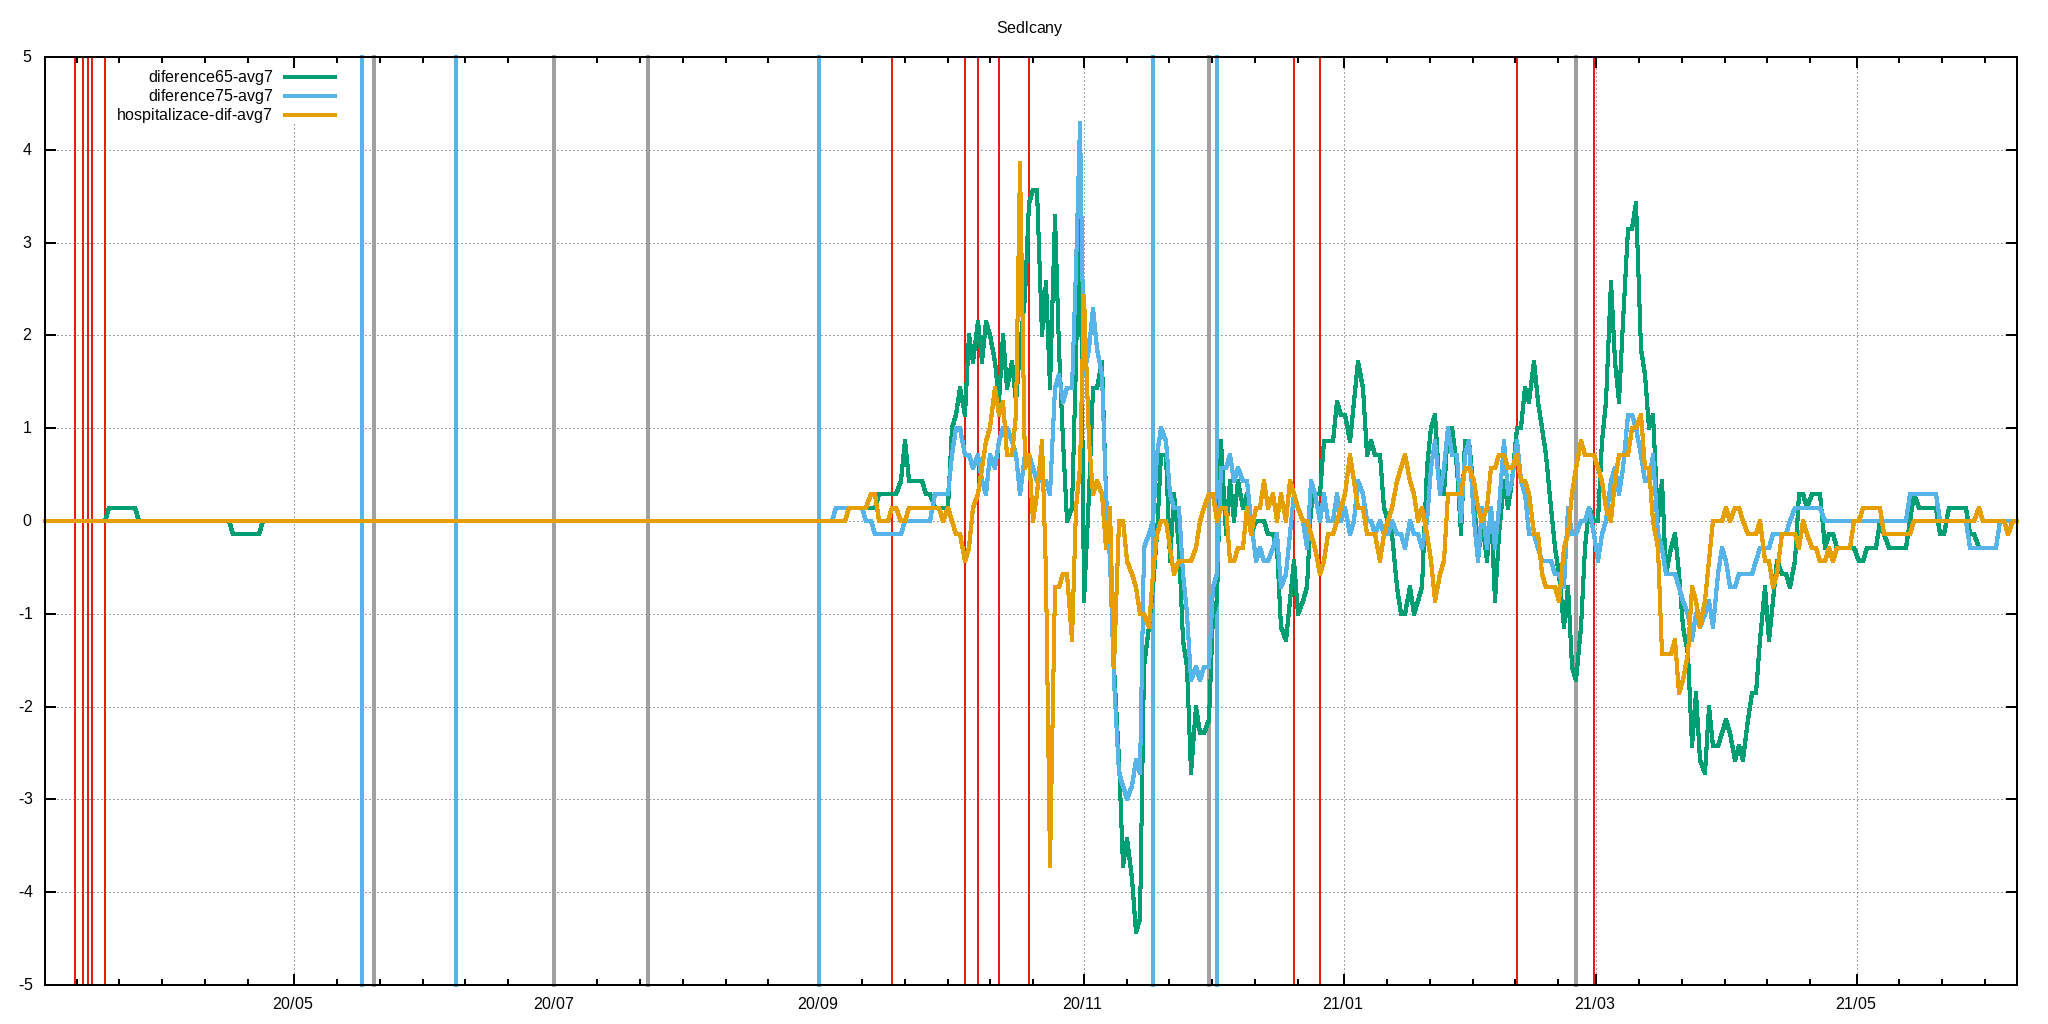 Sedlcany
5
diference65-avg7
diference75-avg7
hospitalizace-dif-avg7
4
3
2
1
0
-1
-2
-3
-4
-5
20/05 20/07 20/09 20/11 21/01 21/03 21/05